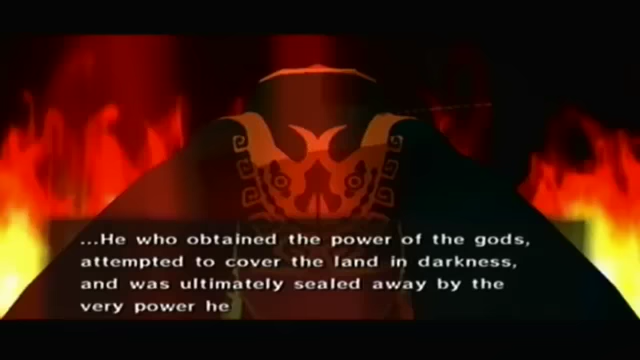 ...He who obtained the power of the gods,
attempted to cover the land in darkness,
and was ultimately sealed away by the
very power he